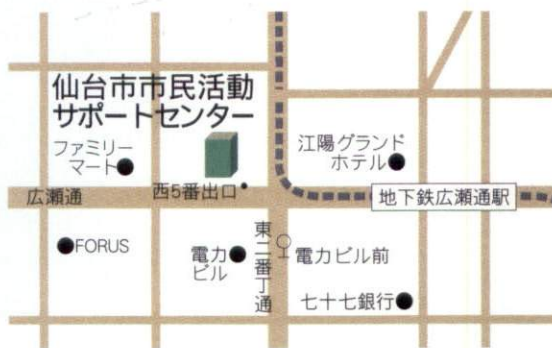 仙台市市民活動
サポートセンター
ファミリー
マート
江陽グランド
ホテル
広瀬通
西5番出口
地下鉄広瀬通駅
FORUS
電力
ビル
東二番丁通
電力ビル前
七十七銀行